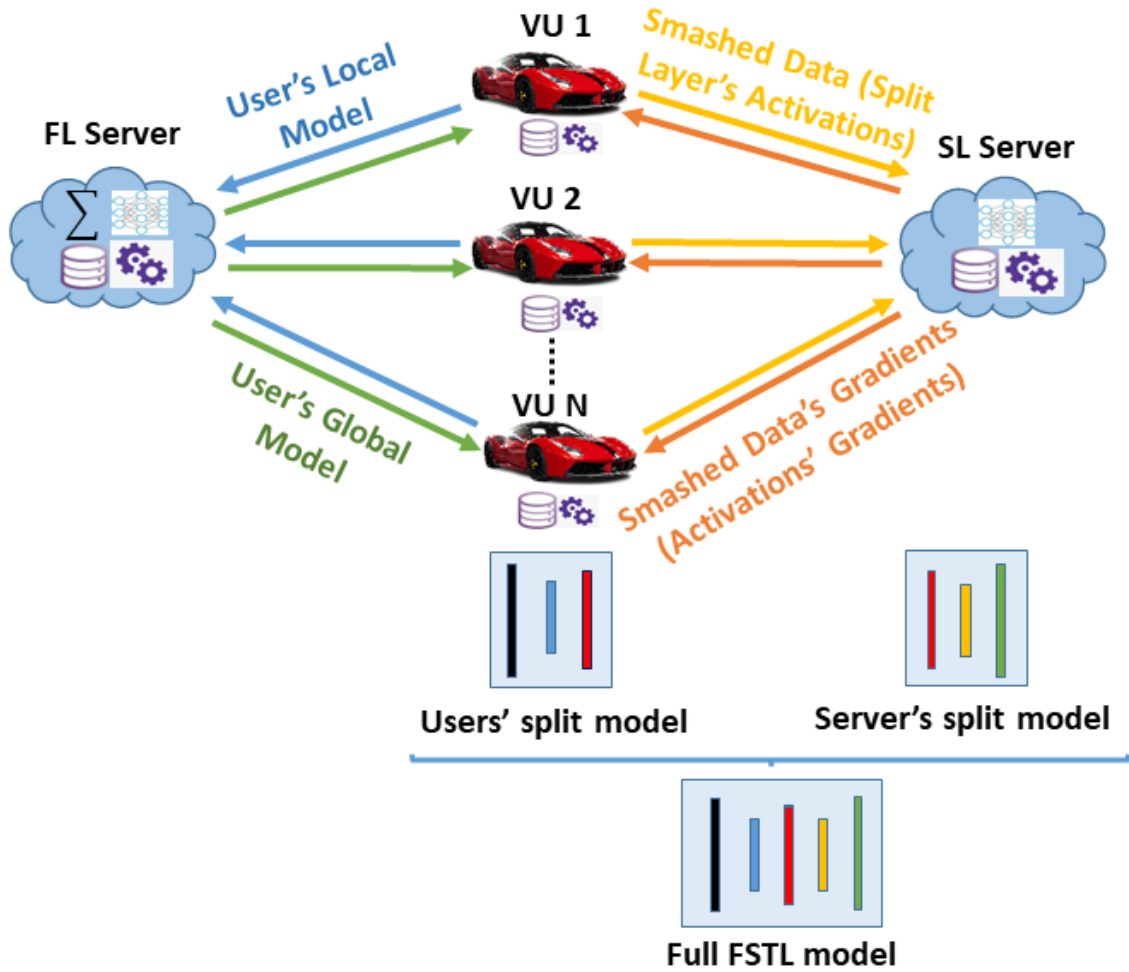 VU 1
User's Local
Model
Smashed Data (Split
Layer's Activations)
FL Server
SL Server
∑
VU 2
VU N
User's Global
Model
Smashed Data's Gradients
(Activations' Gradients)
Users' split model
Server's split model
Full FSTL model